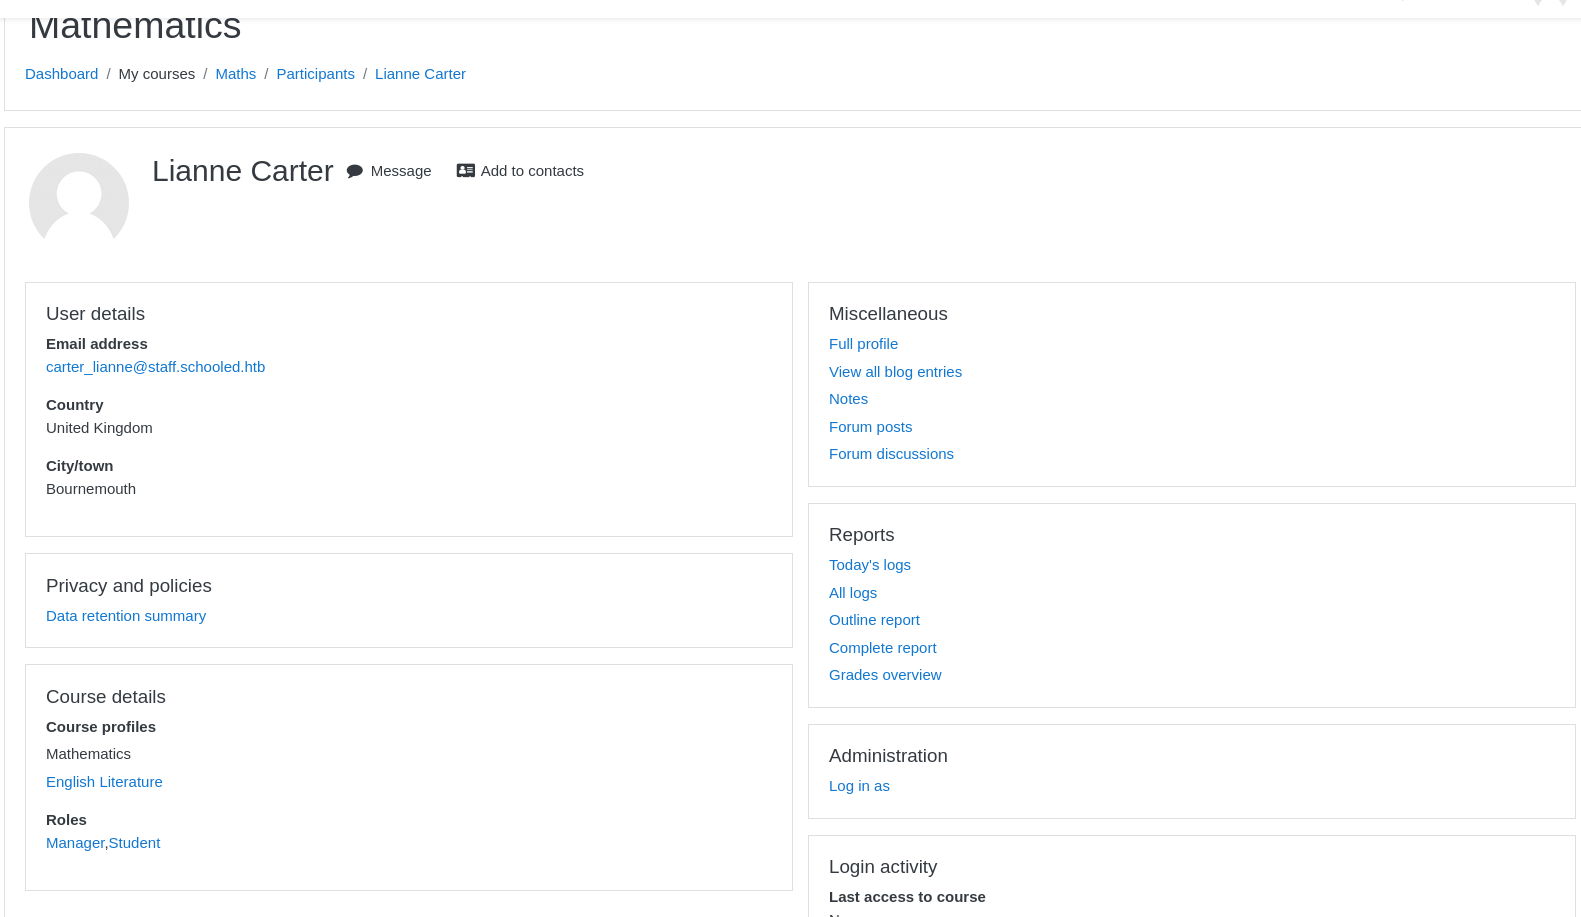 Mathematics
Dashboard / My courses / Maths / Participants / Lianne Carter
Lianne Carter Message Add to contacts
User details
Email address
carter_lianne@staff.schooled.htb
Country
United Kingdom
City/town
Bournemouth
Privacy and policies
Data retention summary
Course details
Course profiles
Mathematics
English Literature
Roles
Manager,Student
Miscellaneous
Full profile
View all blog entries
Notes
Forum posts
Forum discussions
Reports
Today's logs
All logs
Outline report
Complete report
Grades overview
Administration
Log in as
Login activity
Last access to course